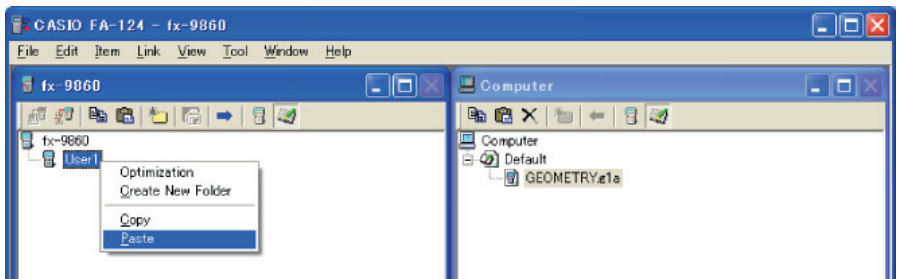 CASIO FA-124 - fx-9860
File Edit Item Link View Tool Window Help
fx-9860
fx-9860
User1
Optimization
Create New Folder
Copy
Paste
Computer
Computer
Default
GEOMETRY.g1a